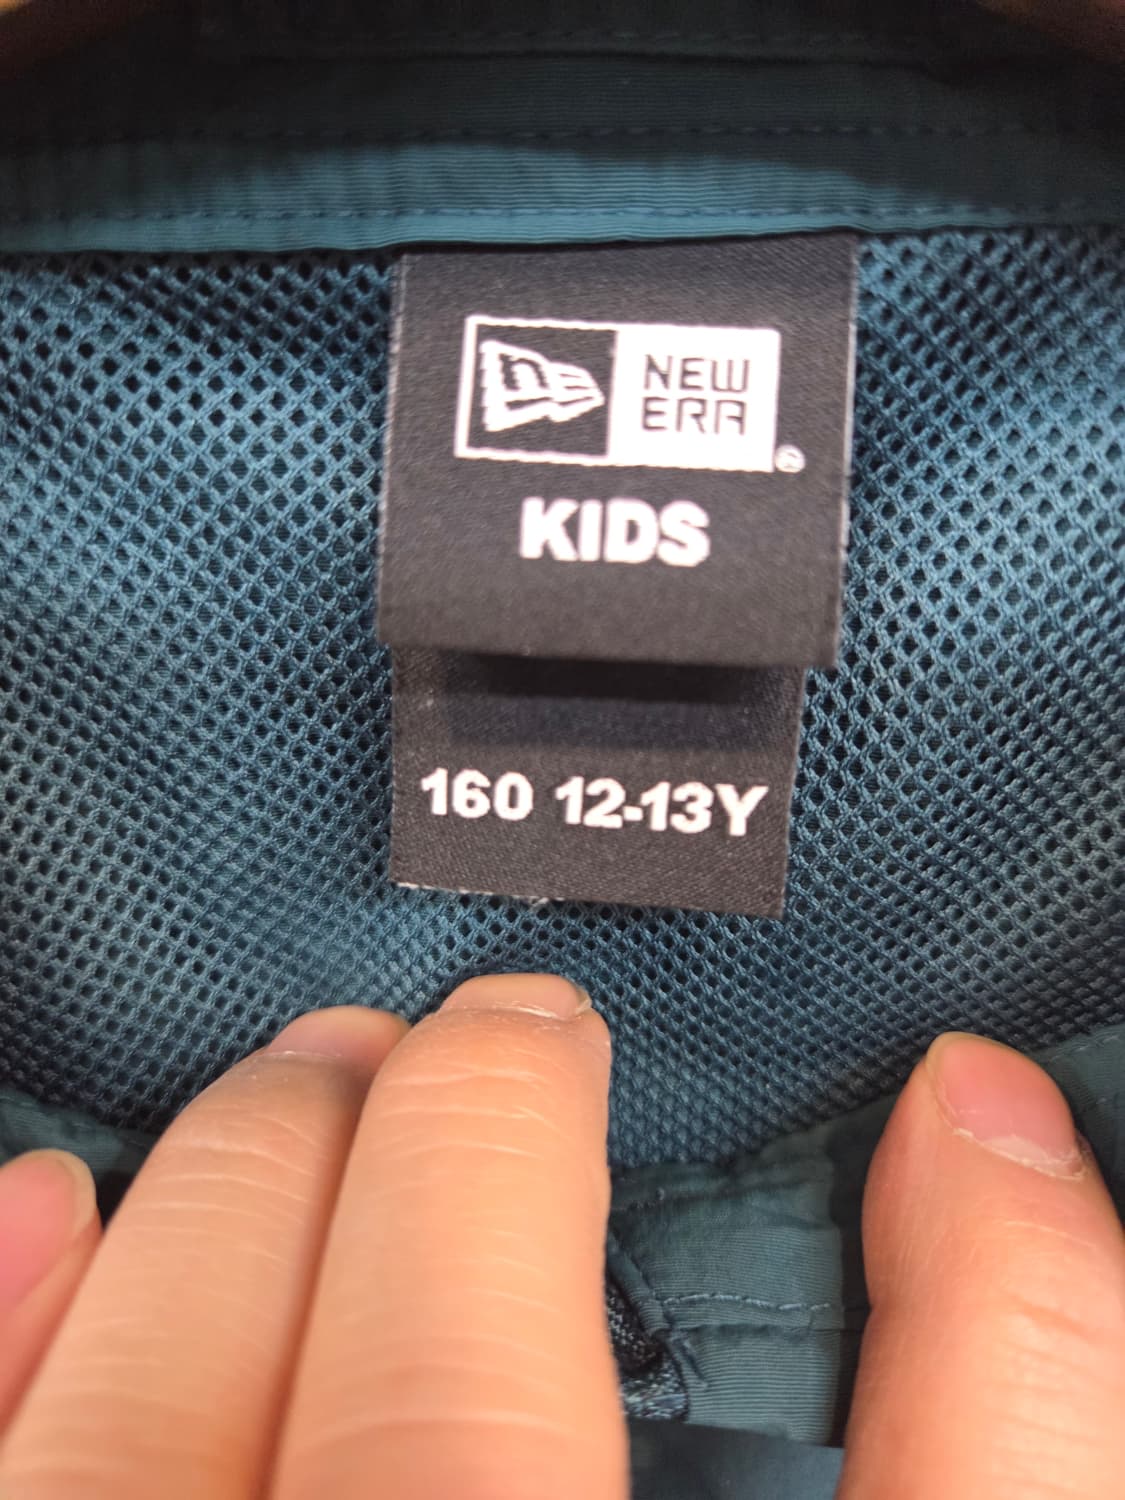 NEW
ERA
®
KIDS
160 12-13Y